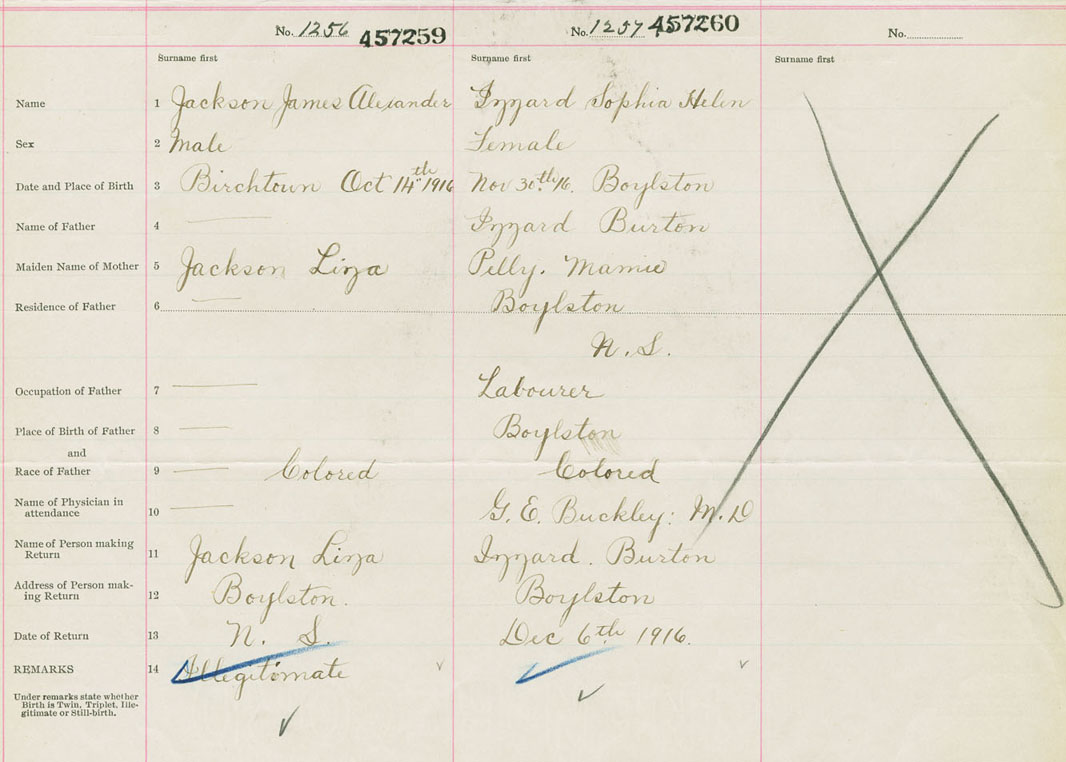 No. 1256 457259 No. 1257 457260 No.
Surname first Surname first Surname first
Name 1 Jackson James Alexander Izzard Sophia Helen
Sex 2 Male Female
Date and Place of Birth 3 Birchtown Oct 14th 1916 Nov 30th 16. Boylston
Name of Father 4 Izzard Burton
Maiden Name of Mother 5 Jackson Liza Pelly. Mamie
Residence of Father 6 Boylston
N. S.
Occupation of Father 7 Labourer
Place of Birth of Father 8 Boylston
and
Race of Father 9 Colored Colored
Name of Physician in
attendance 10 G. E. Buckley: M. D
Name of Person making
Return 11 Jackson Liza Izzard. Burton
Address of Person mak-
ing Return 12 Boylston. Boylston
Date of Return 13 N. S. Dec 6th 1916.
REMARKS 14 Illegitomate
Under remarks state whether
Birth is Twin, Triplet, Ille-
gitimate or Still-birth.